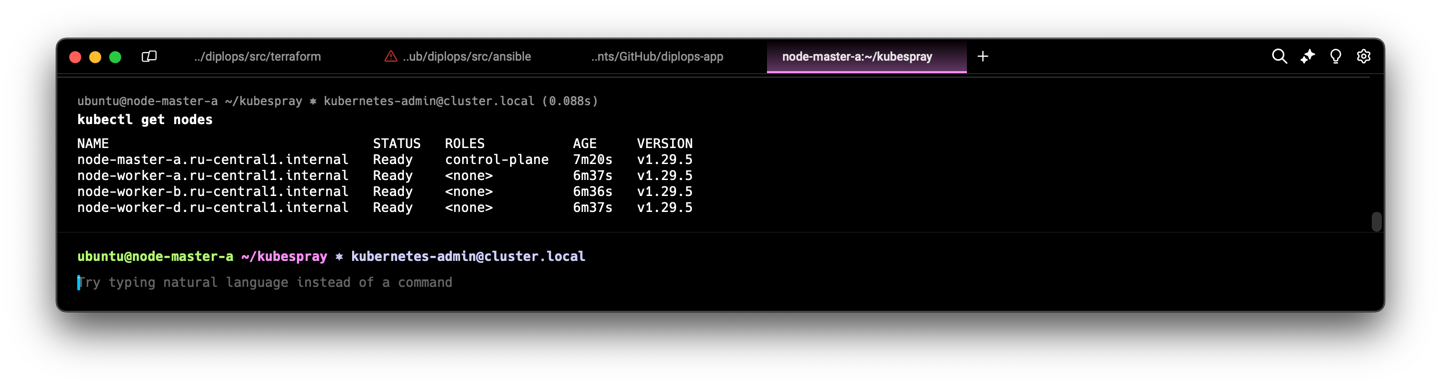 ../diplops/src/terraform ..ub/diplops/src/ansible ..nts/GitHub/diplops-app node-master-a:~/kubespray +
ubuntu@node-master-a ~/kubespray ⎈ kubernetes-admin@cluster.local (0.088s)
kubectl get nodes
NAME STATUS ROLES AGE VERSION
node-master-a.ru-central1.internal Ready control-plane 7m20s v1.29.5
node-worker-a.ru-central1.internal Ready <none> 6m37s v1.29.5
node-worker-b.ru-central1.internal Ready <none> 6m36s v1.29.5
node-worker-d.ru-central1.internal Ready <none> 6m37s v1.29.5
ubuntu@node-master-a ~/kubespray ⎈ kubernetes-admin@cluster.local
Try typing natural language instead of a command